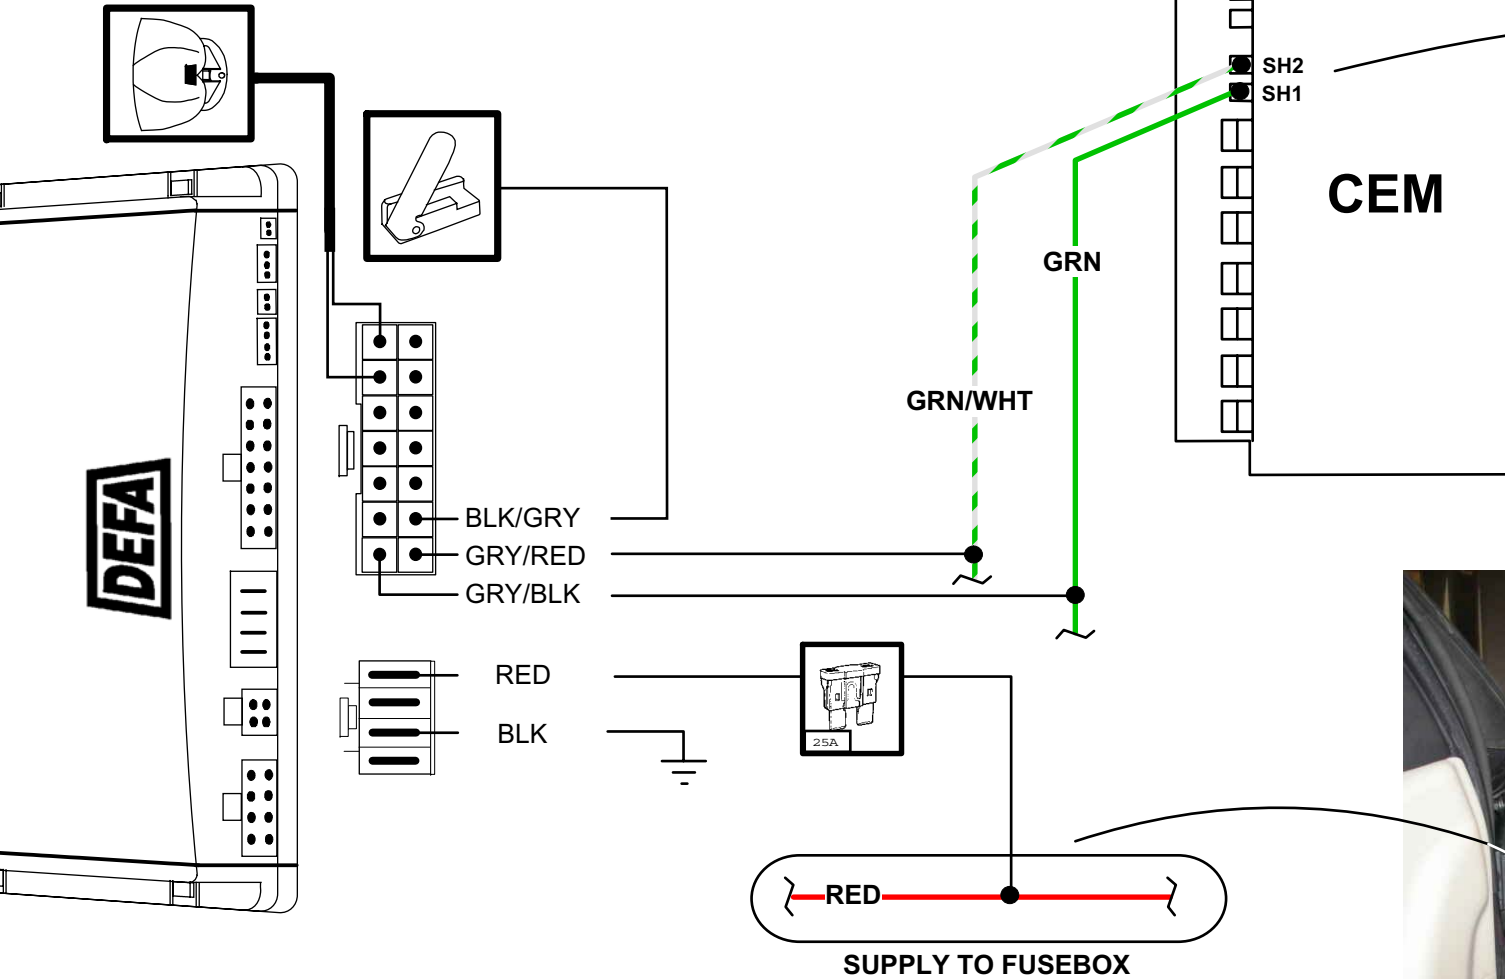 SH2
SH1
CEM
GRN
GRN/WHT
DEFA
BLK/GRY
GRY/RED
GRY/BLK
RED
BLK
25A
RED
SUPPLY TO FUSEBOX